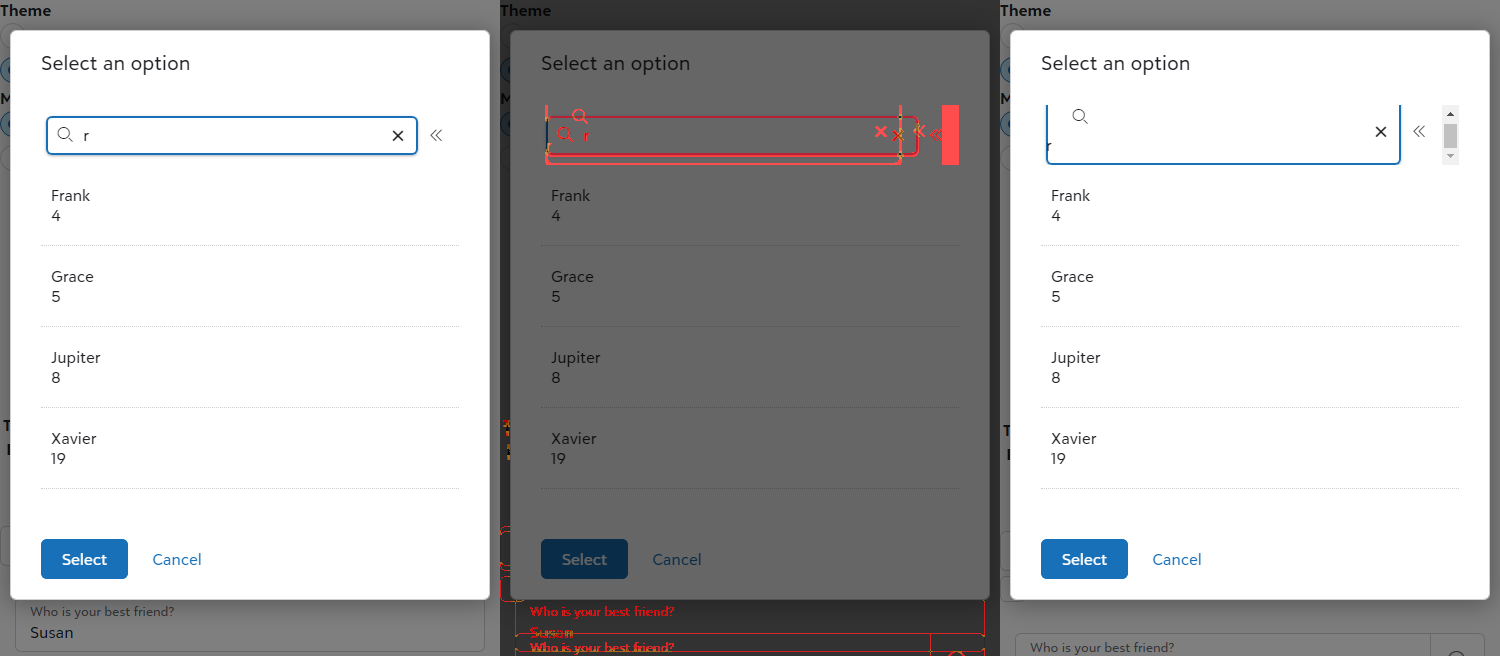 Theme
Select an option
r
Frank
4
Grace
5
Jupiter
8
Xavier
19
Select
Cancel
Who is your best friend?
Susan
Theme
Select an option
r
Frank
4
Grace
5
Jupiter
8
Xavier
19
Select
Cancel
Who is your best friend?
Susan
Who is your best friend?
Theme
Select an option
r
Frank
4
Grace
5
Jupiter
8
Xavier
19
Select
Cancel
Who is your best friend?